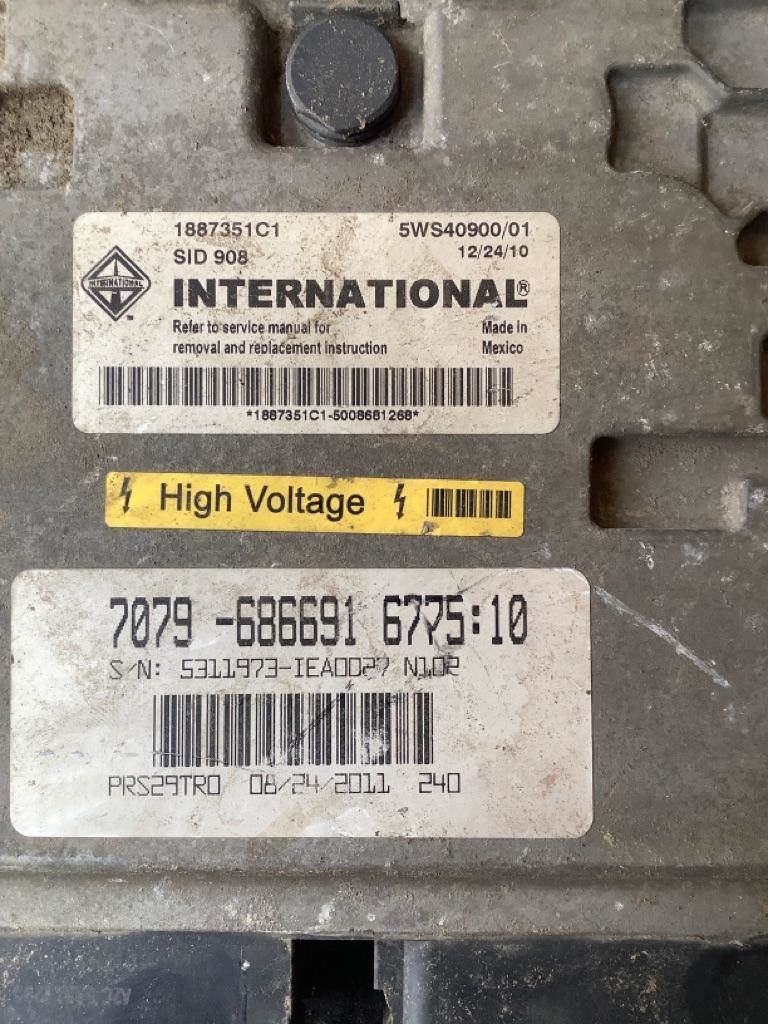 1887351C1 5WS40900/01
SID 908 12/24/10
INTERNATIONAL
INTERNATIONAL®
Refer to service manual for Made in
removal and replacement instruction Mexico
*1887351C1-5008681268*
High Voltage
7079 -686691 6775:10
S/N: 5311973-IEA0027 N102
PRS29TRO 08/24/2011 240